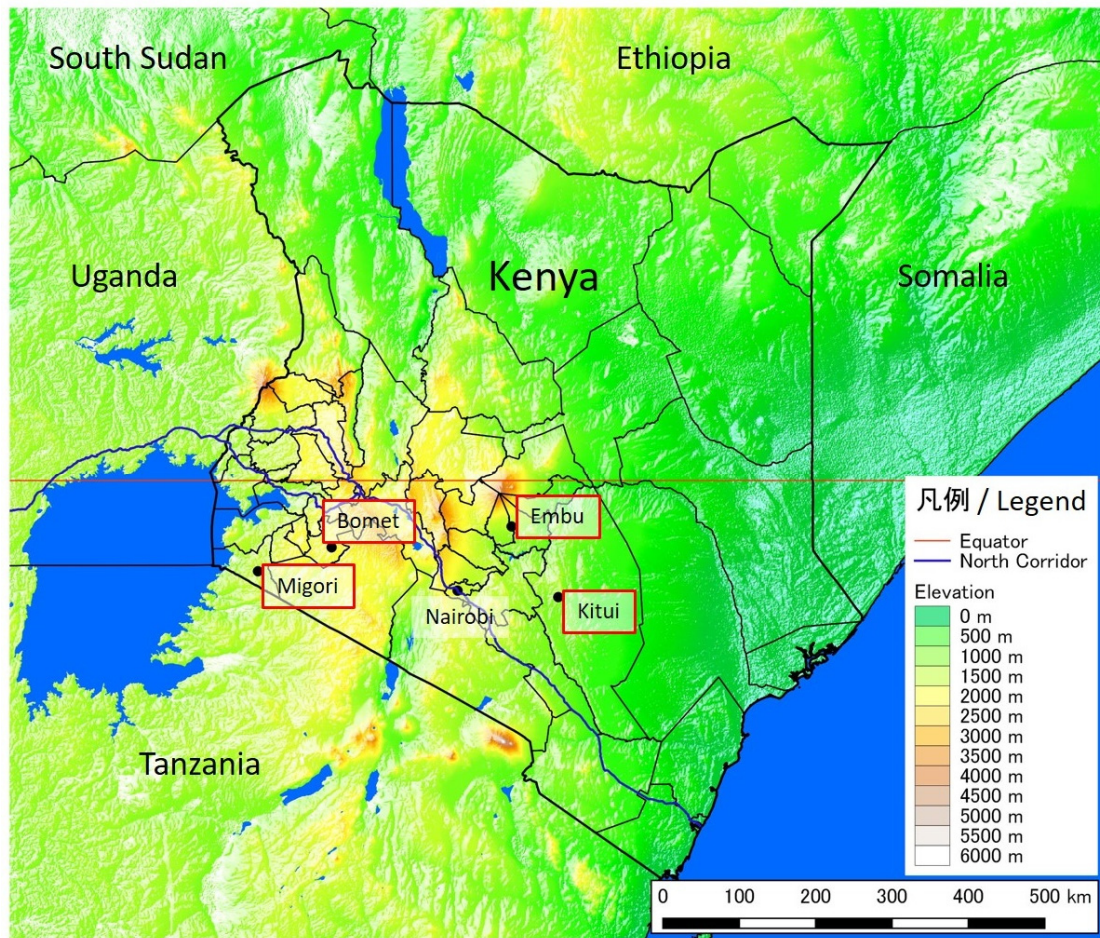 South Sudan
Ethiopia
Uganda
Kenya
Somalia
Bomet
Embu
Migori
Nairobi
Kitui
Tanzania
凡例 / Legend
Equator
North Corridor
Elevation
0 m
500 m
1000 m
1500 m
2000 m
2500 m
3000 m
3500 m
4000 m
4500 m
5000 m
5500 m
6000 m
0 100 200 300 400 500 km